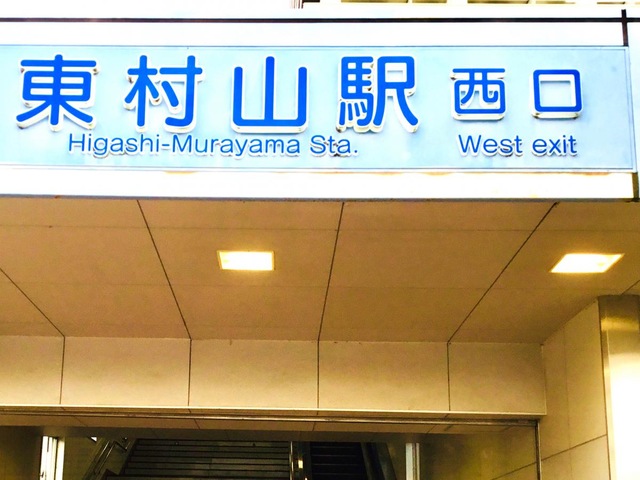 東村山駅 西口
Higashi-Murayama Sta. West exit